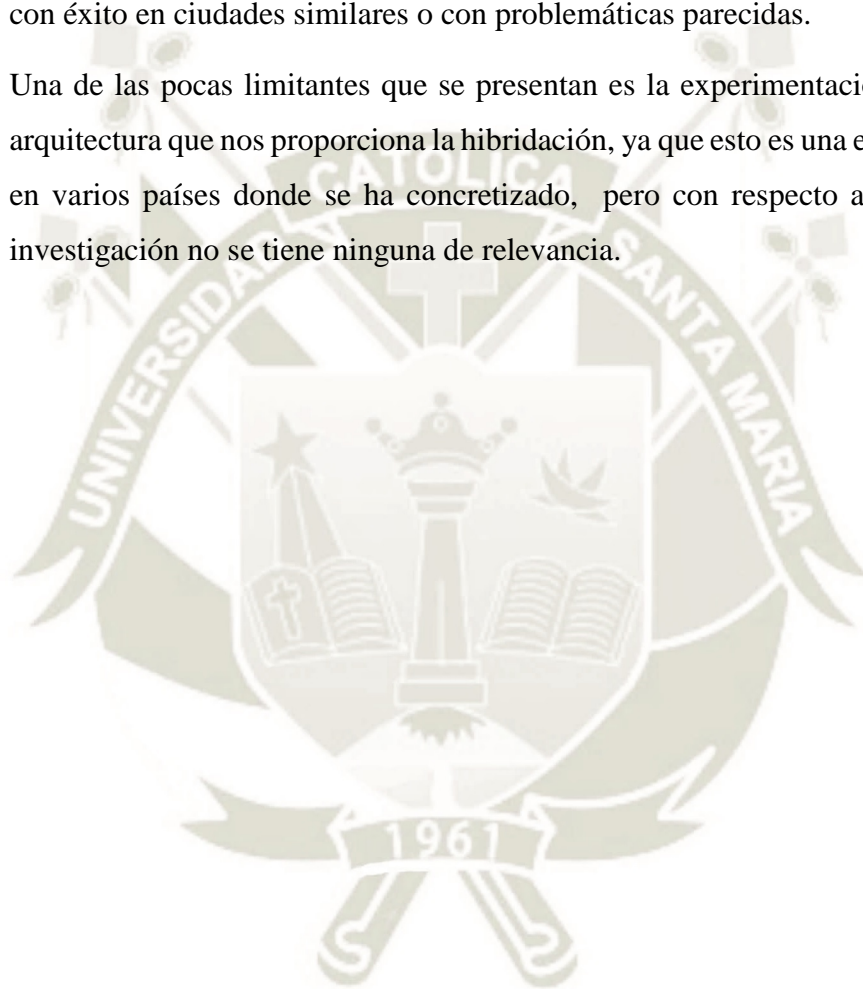 con éxito en ciudades similares o con problemáticas parecidas.
Una de las pocas limitantes que se presentan es la
arquitectura que nos proporciona la hibridación, ya que esto es una
en varios países donde se ha concretizado, pero con respecto
investigación no se tiene ninguna de relevancia.
UNIVERSIDAD CATOLICA SANTA MARIA
1961